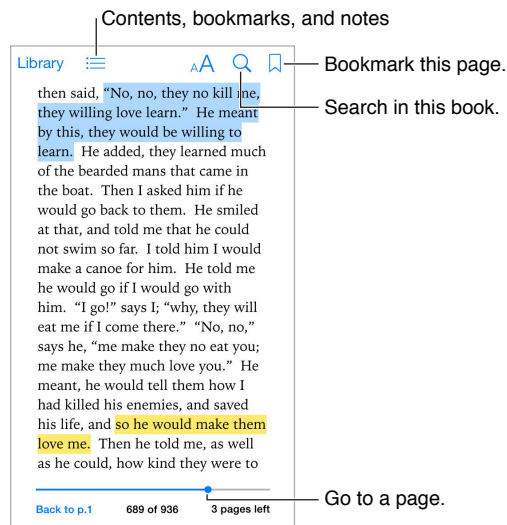 Contents, bookmarks, and notes
Library AA
Bookmark this page.
Search in this book.
then said, “No, no, they no kill me,
they willing love learn.” He meant
by this, they would be willing to
learn. He added, they learned much
of the bearded mans that came in
the boat. Then I asked him if he
would go back to them. He smiled
at that, and told me that he could
not swim so far. I told him I would
make a canoe for him. He told me
he would go if I would go with
him. “I go!” says I; “why, they will
eat me if I come there.” “No, no,”
says he, “me make they no eat you;
me make they much love you.” He
meant, he would tell them how I
had killed his enemies, and saved
his life, and so he would make them
love me. Then he told me, as well
as he could, how kind they were to
Go to a page.
Back to p.1 689 of 936 3 pages left